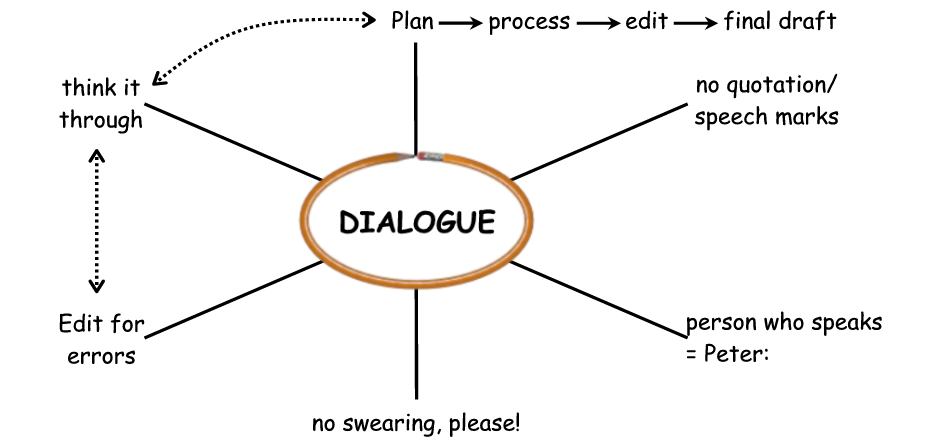 Plan process edit final draft
think it
through
no quotation/
speech marks
DIALOGUE
Edit for
errors
person who speaks
= Peter:
no swearing, please!